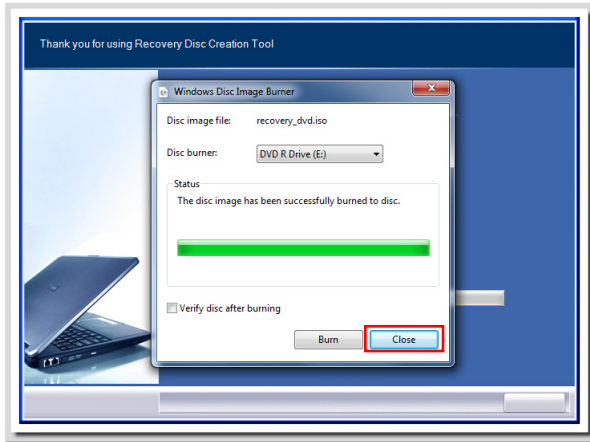 Thank you for using Recovery Disc Creation Tool
Windows Disc Image Burner
Disc image file: recovery_dvd.iso
Disc burner: DVD R Drive (E:)
Status
The disc image has been successfully burned to disc.
Verify disc after burning
Burn Close